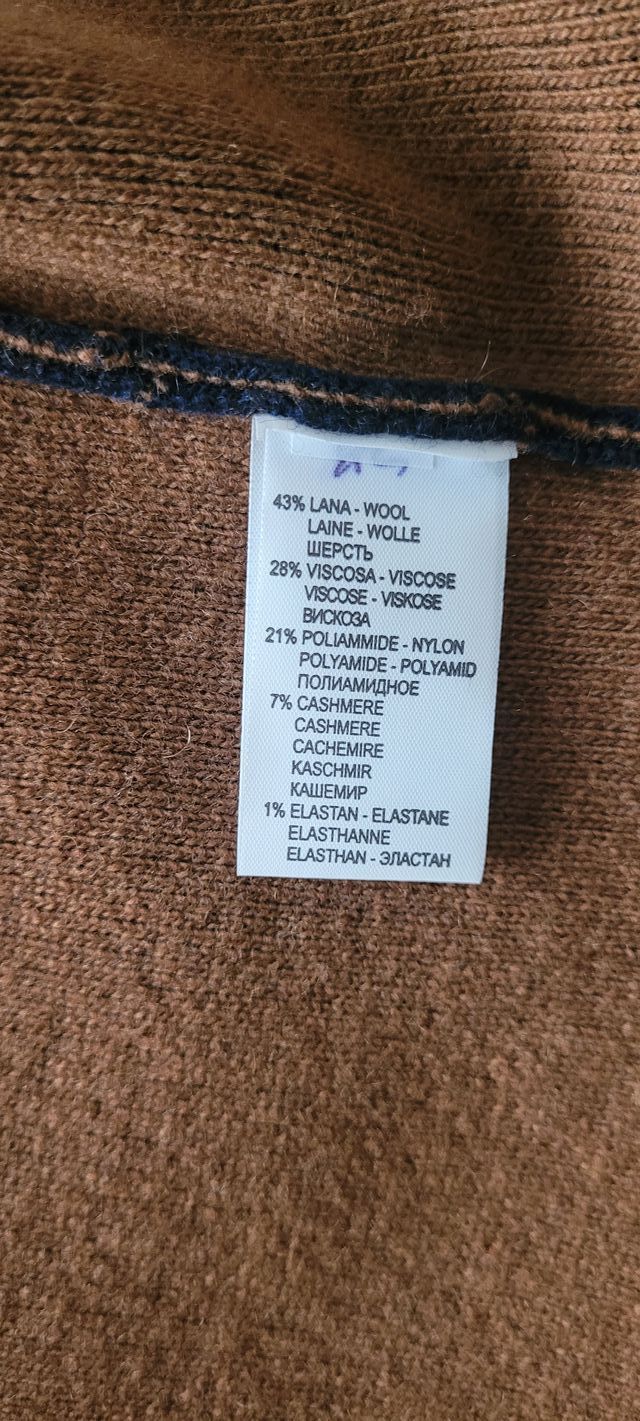 43% LANA - WOOL
LAINE - WOLLE
ШЕРСТЬ
28% VISCOSA - VISCOSE
VISCOSE - VISKOSE
ВИСКОЗА
21% POLIAMMIDE - NYLON
POLYAMIDE - POLYAMID
ПОЛИАМИДНОЕ
7% CASHMERE
CASHMERE
CACHEMIRE
KASCHMIR
КАШЕМИР
1% ELASTAN - ELASTANE
ELASTHANNE
ELASTHAN - ЭЛАСТАН